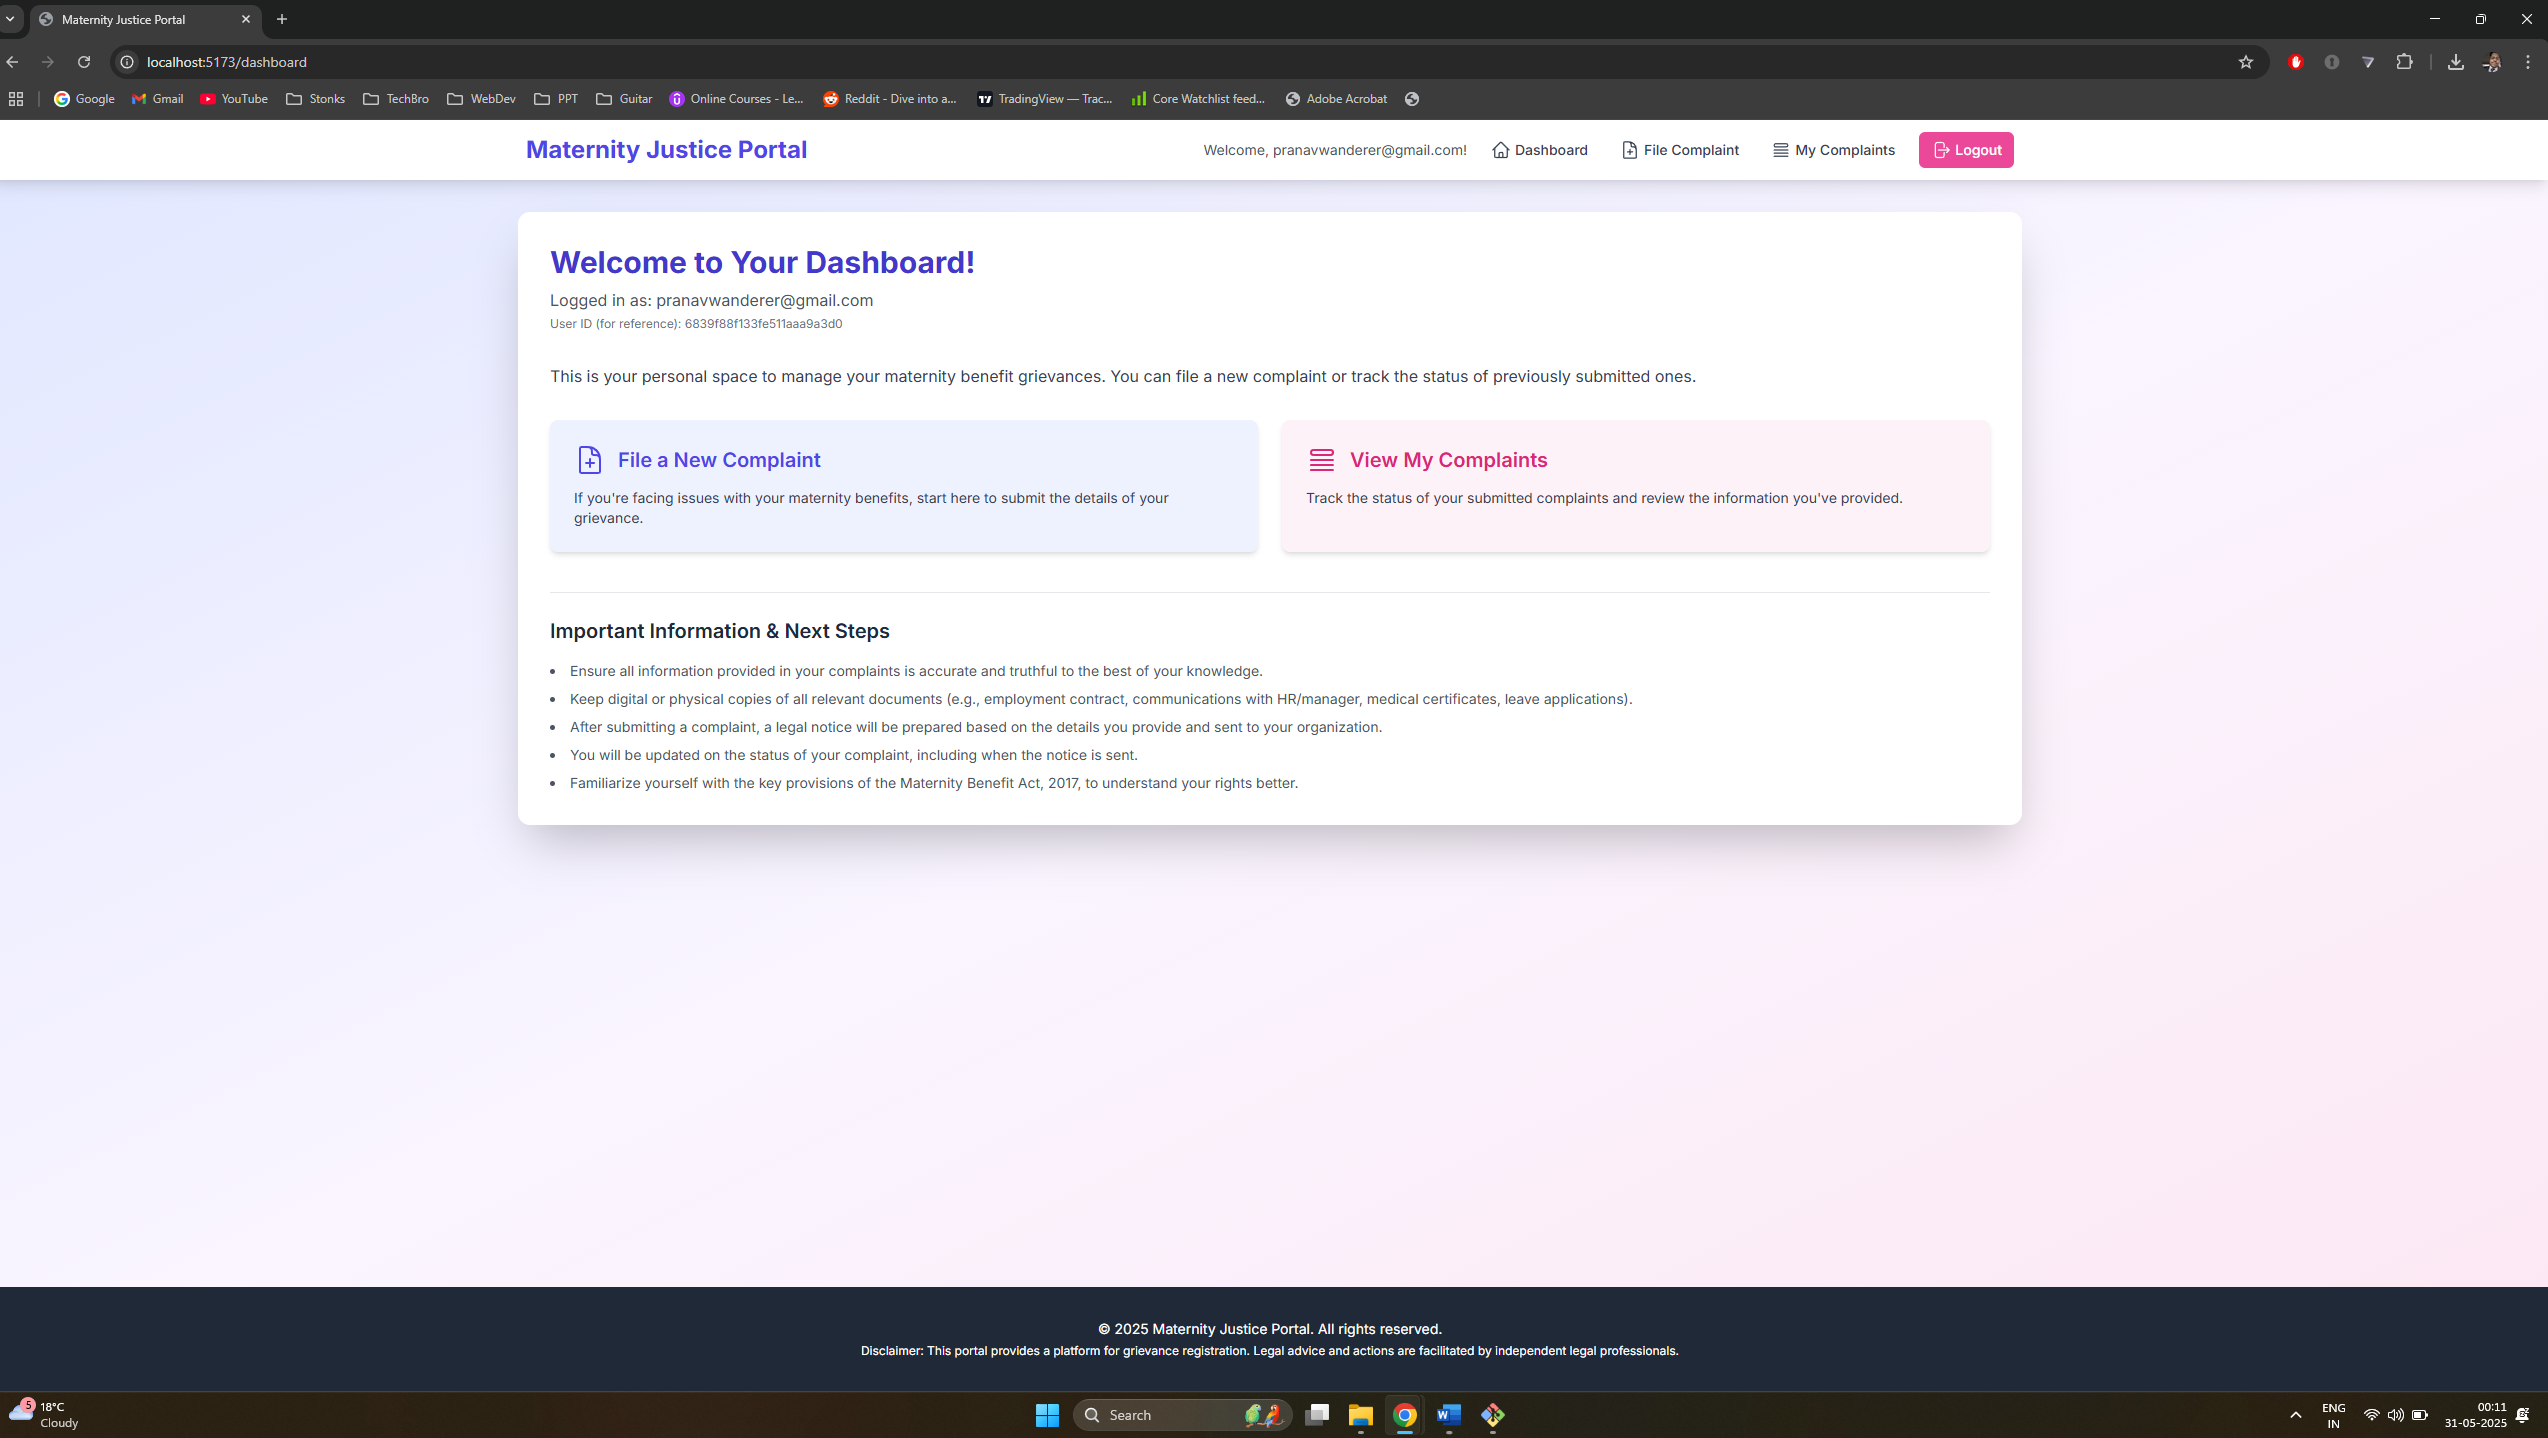 Maternity Justice Portal
localhost:5173/dashboard
Google Gmail YouTube Stonks TechBro WebDev PPT Guitar Online Courses - Le... Reddit - Dive into a... TradingView — Trac... Core Watchlist feed... Adobe Acrobat
Maternity Justice Portal
Welcome, pranavwanderer@gmail.com! Dashboard File Complaint My Complaints Logout
Welcome to Your Dashboard!
Logged in as: pranavwanderer@gmail.com
User ID (for reference): 6839f88f133fe511aaa9a3d0
This is your personal space to manage your maternity benefit grievances. You can file a new complaint or track the status of previously submitted ones.
File a New Complaint
If you're facing issues with your maternity benefits, start here to submit the details of your
grievance.
View My Complaints
Track the status of your submitted complaints and review the information you've provided.
Important Information & Next Steps
• Ensure all information provided in your complaints is accurate and truthful to the best of your knowledge.
• Keep digital or physical copies of all relevant documents (e.g., employment contract, communications with HR/manager, medical certificates, leave applications).
• After submitting a complaint, a legal notice will be prepared based on the details you provide and sent to your organization.
• You will be updated on the status of your complaint, including when the notice is sent.
• Familiarize yourself with the key provisions of the Maternity Benefit Act, 2017, to understand your rights better.
© 2025 Maternity Justice Portal. All rights reserved.
Disclaimer: This portal provides a platform for grievance registration. Legal advice and actions are facilitated by independent legal professionals.
5
18°C
Cloudy
Search
ENG
IN
00:11
31-05-2025